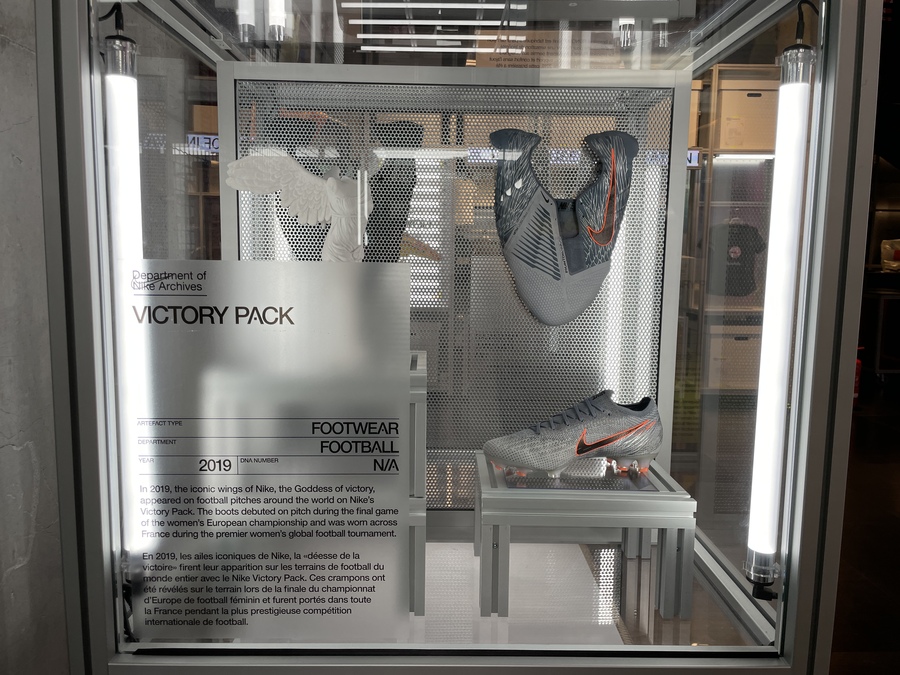 Department of
Nike Archives
VICTORY PACK
ARTEFACT TYPE
FOOTWEAR
DEPARTMENT
FOOTBALL
YEAR
2019
DNA NUMBER
N/A
In 2019, the iconic wings of Nike, the Goddess of victory,
appeared on football pitches around the world on Nike's
Victory Pack. The boots debuted on pitch during the final game
of the women's European championship and was worn across
France during the premier women's global football tournament.
En 2019, les ailes iconiques de Nike, la «déesse de la
victoire» firent leur apparition sur les terrains de football du
monde entier avec le Nike Victory Pack. Ces crampons ont
été révélés sur le terrain lors de la finale du championnat
d'Europe de football féminin et furent portés dans toute
la France pendant la plus prestigieuse compétition
internationale de football.